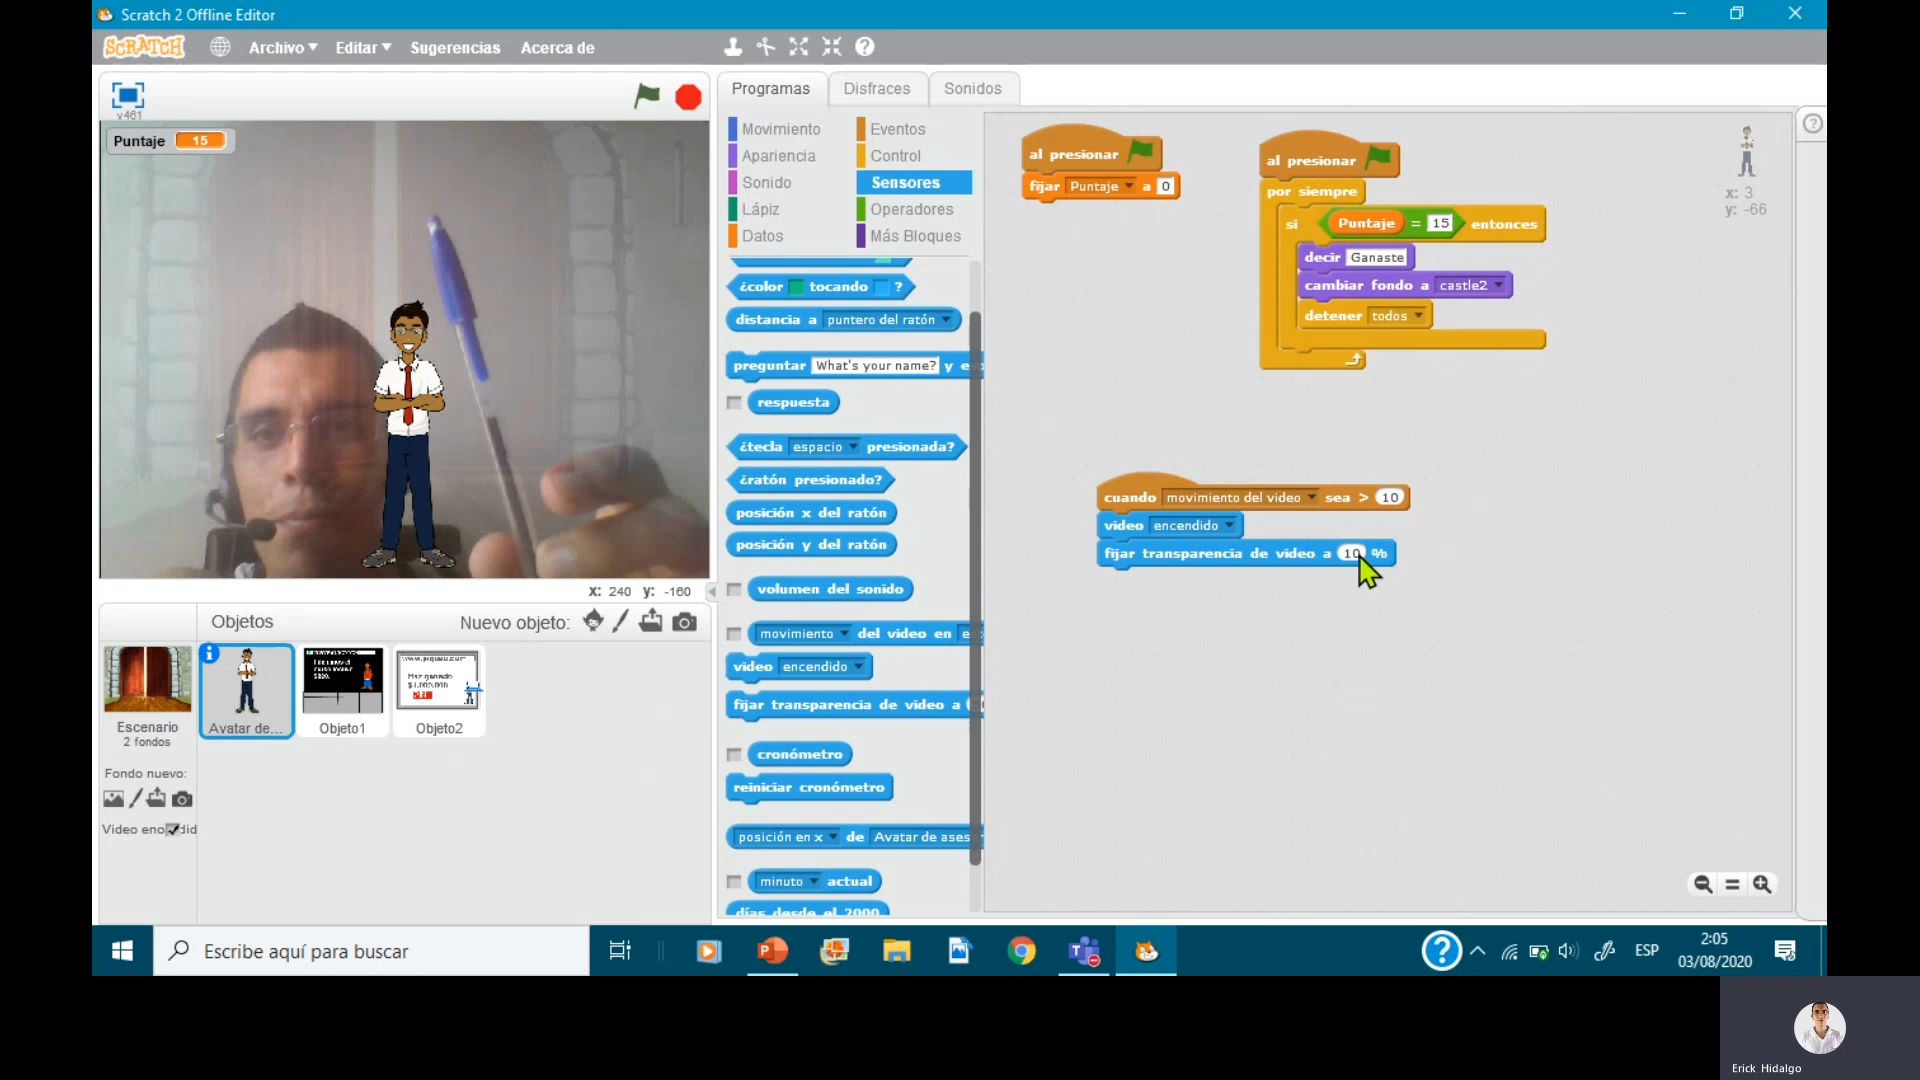 Scratch 2 Offline Editor
SCRATCH
Archivo
Editar
Sugerencias
Acerca de
v461
Puntaje 15
x: 240 y: -160
Programas
Disfraces
Sonidos
Movimiento
Eventos
Apariencia
Control
Sonido
Sensores
Lápiz
Operadores
Datos
Más Bloques
¿color tocando ?
distancia a puntero del ratón
preguntar What's your name? y e
respuesta
¿tecla espacio presionada?
¿ratón presionado?
posición x del ratón
posición y del ratón
volumen del sonido
movimiento del video en e
video encendido
fijar transparencia de video a
cronómetro
reiniciar cronómetro
posición en x de Avatar de ases
minuto actual
días desde el 2000
al presionar
fijar Puntaje a 0
al presionar
por siempre
si Puntaje = 15 entonces
decir Ganaste
cambiar fondo a castle2
detener todos
x: 3
y: -66
cuando movimiento del video sea > 10
video encendido
fijar transparencia de video a 10 %
Objetos
Nuevo objeto:
Escenario
2 fondos
Avatar de...
Objeto1
Objeto2
Haz ganado
Fondo nuevo:
Video encendid
Escribe aquí para buscar
ESP
2:05
03/08/2020
Erick Hidalgo